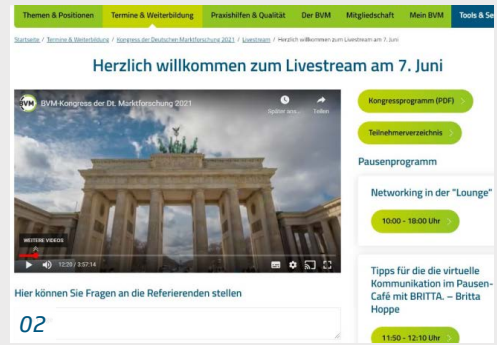 Themen & Positionen Termine & Weiterbildung Praxishilfen & Qualität Der BVM Mitgliedschaft Mein BVM Tools & Se
Startseite / Termine & Weiterbildung / Kongress der Deutschen Marktforschung 2021 / Livestream / Herzlich willkommen zum Livestream am 7. Juni
Herzlich willkommen zum Livestream am 7. Juni
BVM BVM-Kongress der Dt. Marktforschung 2021
Später ans... Teilen
WEITERE VIDEOS
12:20 / 3:57:14
Hier können Sie Fragen an die Referierenden stellen
02
Kongressprogramm (PDF)
Teilnehmerverzeichnis
Pausenprogramm
Networking in der "Lounge"
10:00 - 18:00 Uhr
Tipps für die die virtuelle
Kommunikation im Pausen-
Café mit BRITTA. – Britta
Hoppe
11:50 - 12:10 Uhr